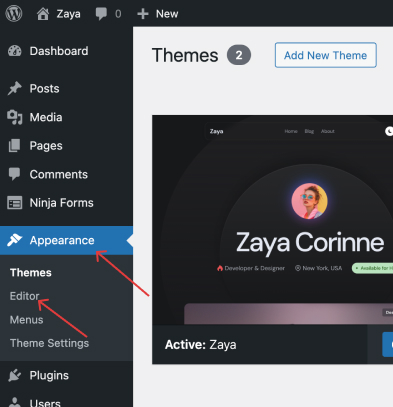 Zaya 0 + New
Dashboard
Posts
Media
Pages
Comments
Ninja Forms
Appearance
Themes
Editor
Menus
Theme Settings
Plugins
Users
Themes 2 Add New Theme
Zaya Home Blog About
Zaya Corinne
Developer & Designer New York, USA Available for
Active: Zaya